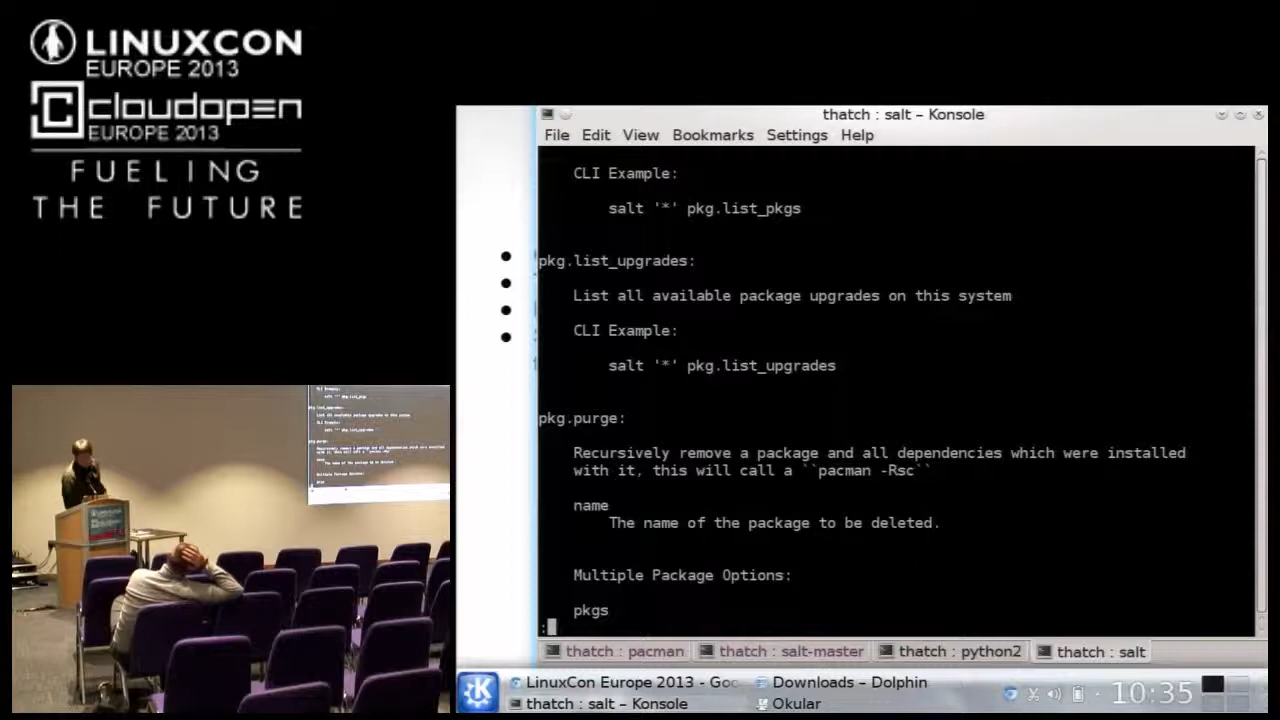 LINUXCON
EUROPE 2013
cloudopen
EUROPE 2013
FUELING
THE FUTURE
thatch : salt – Konsole
File Edit View Bookmarks Settings Help
CLI Example:
salt '*' pkg.list_pkgs
pkg.list_upgrades:
List all available package upgrades on this system
CLI Example:
salt '*' pkg.list_upgrades
pkg.purge:
Recursively remove a package and all dependencies which were installed
with it, this will call a ``pacman -Rsc``
name
The name of the package to be deleted.
Multiple Package Options:
pkgs
:
thatch : pacman thatch : salt-master thatch : python2 thatch : salt
LinuxCon Europe 2013 - Goo Downloads – Dolphin
thatch : salt – Konsole Okular
10:35